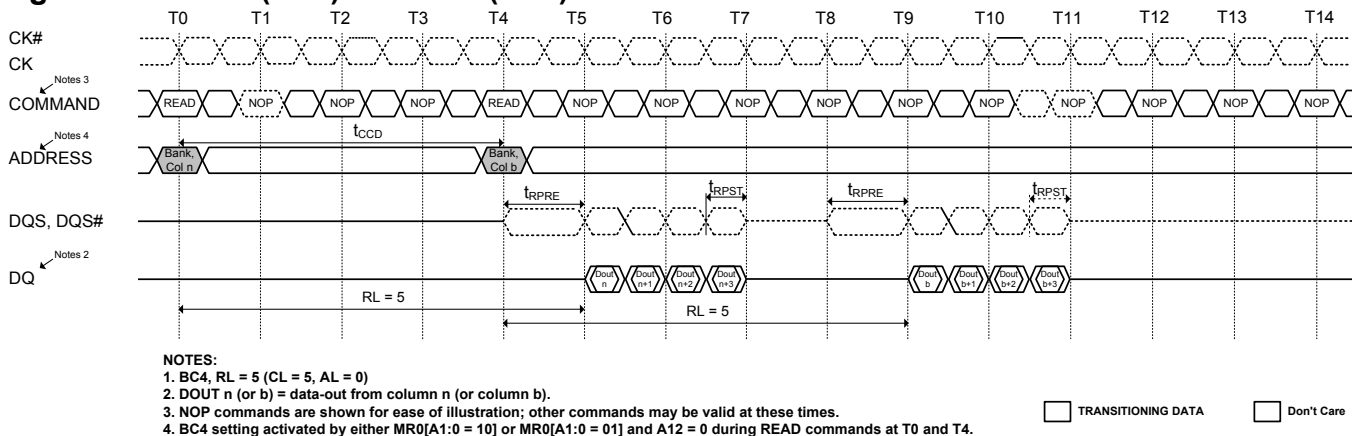 T0 T1 T2 T3 T4 T5 T6 T7 T8 T9 T10 T11 T12 T13 T14
CK#
CK
Notes 3
COMMAND READ NOP NOP NOP READ NOP NOP NOP NOP NOP NOP NOP NOP NOP NOP
tCCD
Notes 4
ADDRESS Bank, Col n Bank, Col b
tRPRE tRPST tRPRE tRPST
DQS, DQS#
Notes 2
DQ Dout n Dout n+1 Dout n+2 Dout n+3 Dout b Dout b+1 Dout b+2 Dout b+3
RL = 5
RL = 5
NOTES:
1. BC4, RL = 5 (CL = 5, AL = 0)
2. DOUT n (or b) = data-out from column n (or column b).
3. NOP commands are shown for ease of illustration; other commands may be valid at these times.
4. BC4 setting activated by either MR0[A1:0 = 10] or MR0[A1:0 = 01] and A12 = 0 during READ commands at T0 and T4.
TRANSITIONING DATA Don't Care